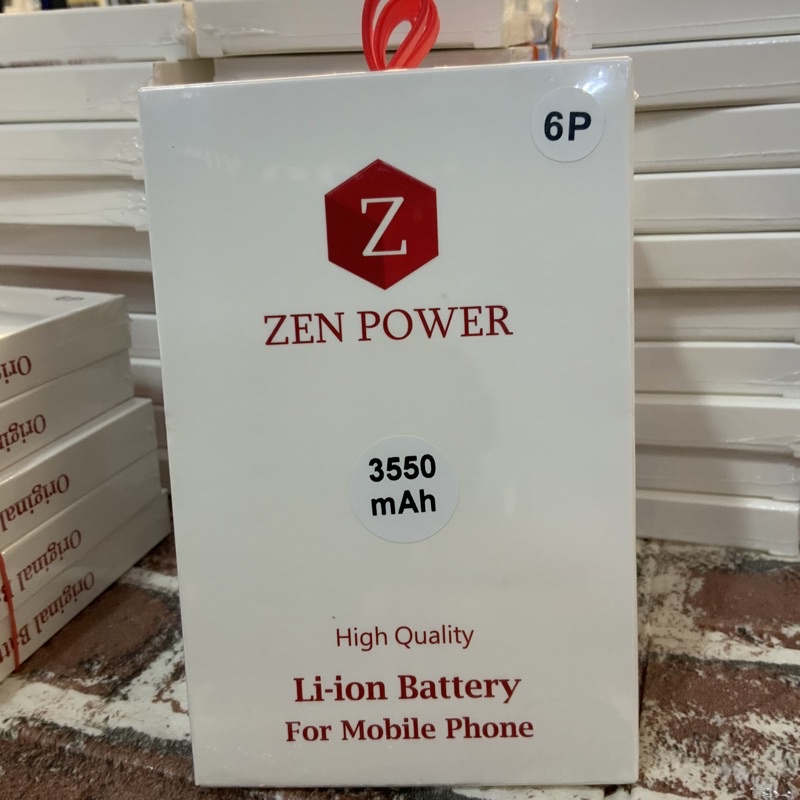 6P
Z
ZEN POWER
3550
mAh
High Quality
Li-ion Battery
For Mobile Phone
Original
Original
Original
Original